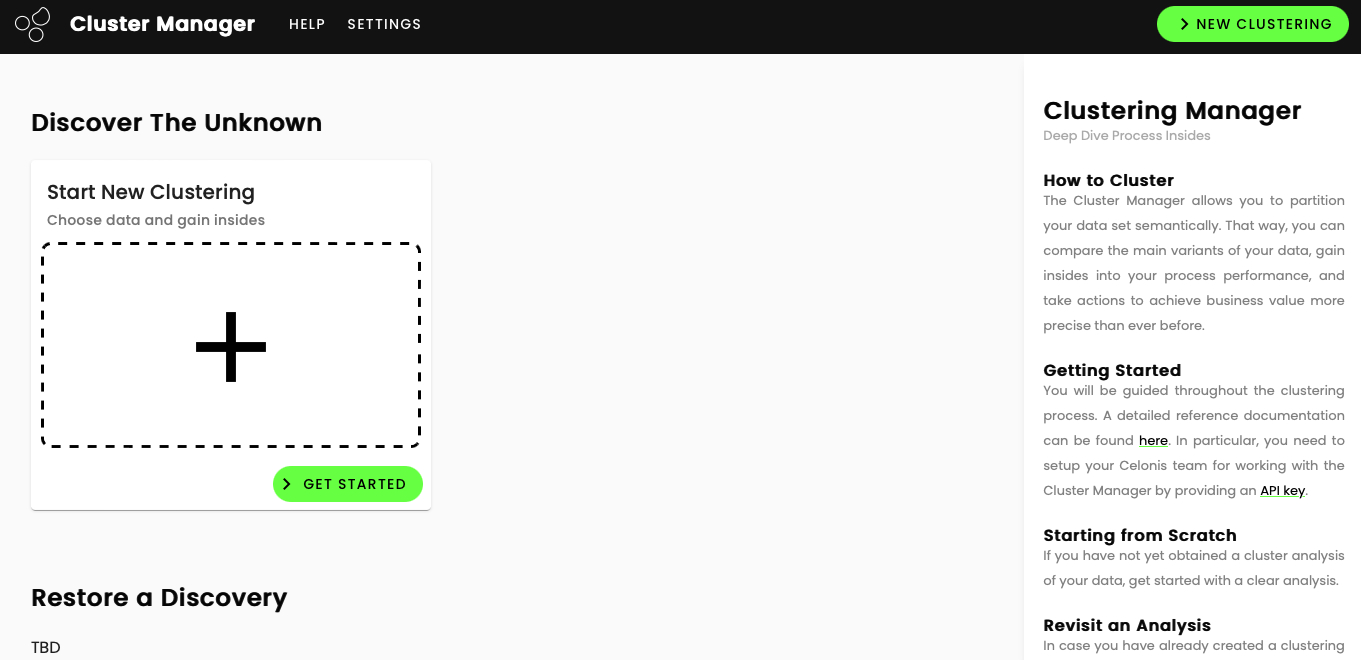 Cluster Manager
HELP
SETTINGS
NEW CLUSTERING
Discover The Unknown
Start New Clustering
Choose data and gain insides
GET STARTED
Restore a Discovery
TBD
Clustering Manager
Deep Dive Process Insides
How to Cluster
The Cluster Manager allows you to partition
your data set semantically. That way, you can
compare the main variants of your data, gain
insides into your process performance, and
take actions to achieve business value more
precise than ever before.
Getting Started
You will be guided throughout the clustering
process. A detailed reference documentation
can be found here. In particular, you need to
setup your Celonis team for working with the
Cluster Manager by providing an API key.
Starting from Scratch
If you have not yet obtained a cluster analysis
of your data, get started with a clear analysis.
Revisit an Analysis
In case you have already created a clustering